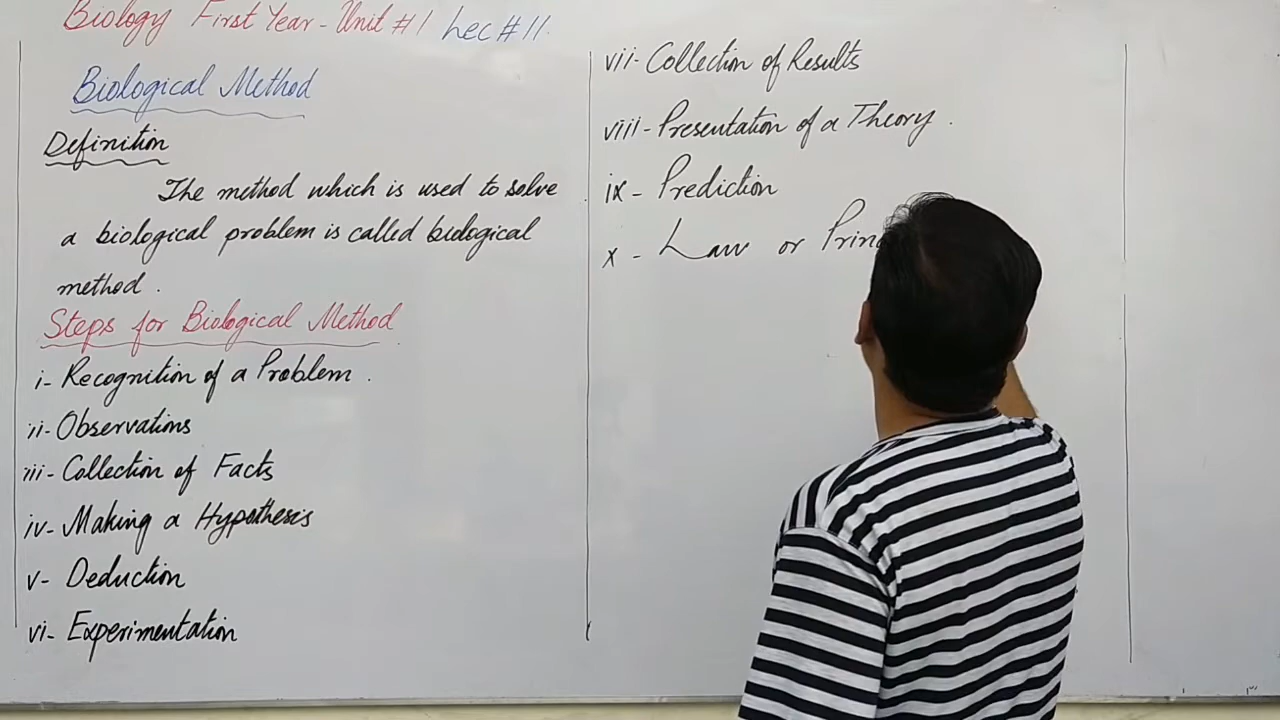 Biology First Year - Unit #1 Lec #11.
Biological Method
Definition
The method which is used to solve
a biological problem is called biological
method.
Steps for Biological Method
i- Recognition of a Problem.
ii- Observations
iii- Collection of Facts
iv- Making a Hypothesis
v- Deduction
vi- Experimentation
vii- Collection of Results
viii- Presentation of a Theory.
ix- Prediction
x- Law or Prin